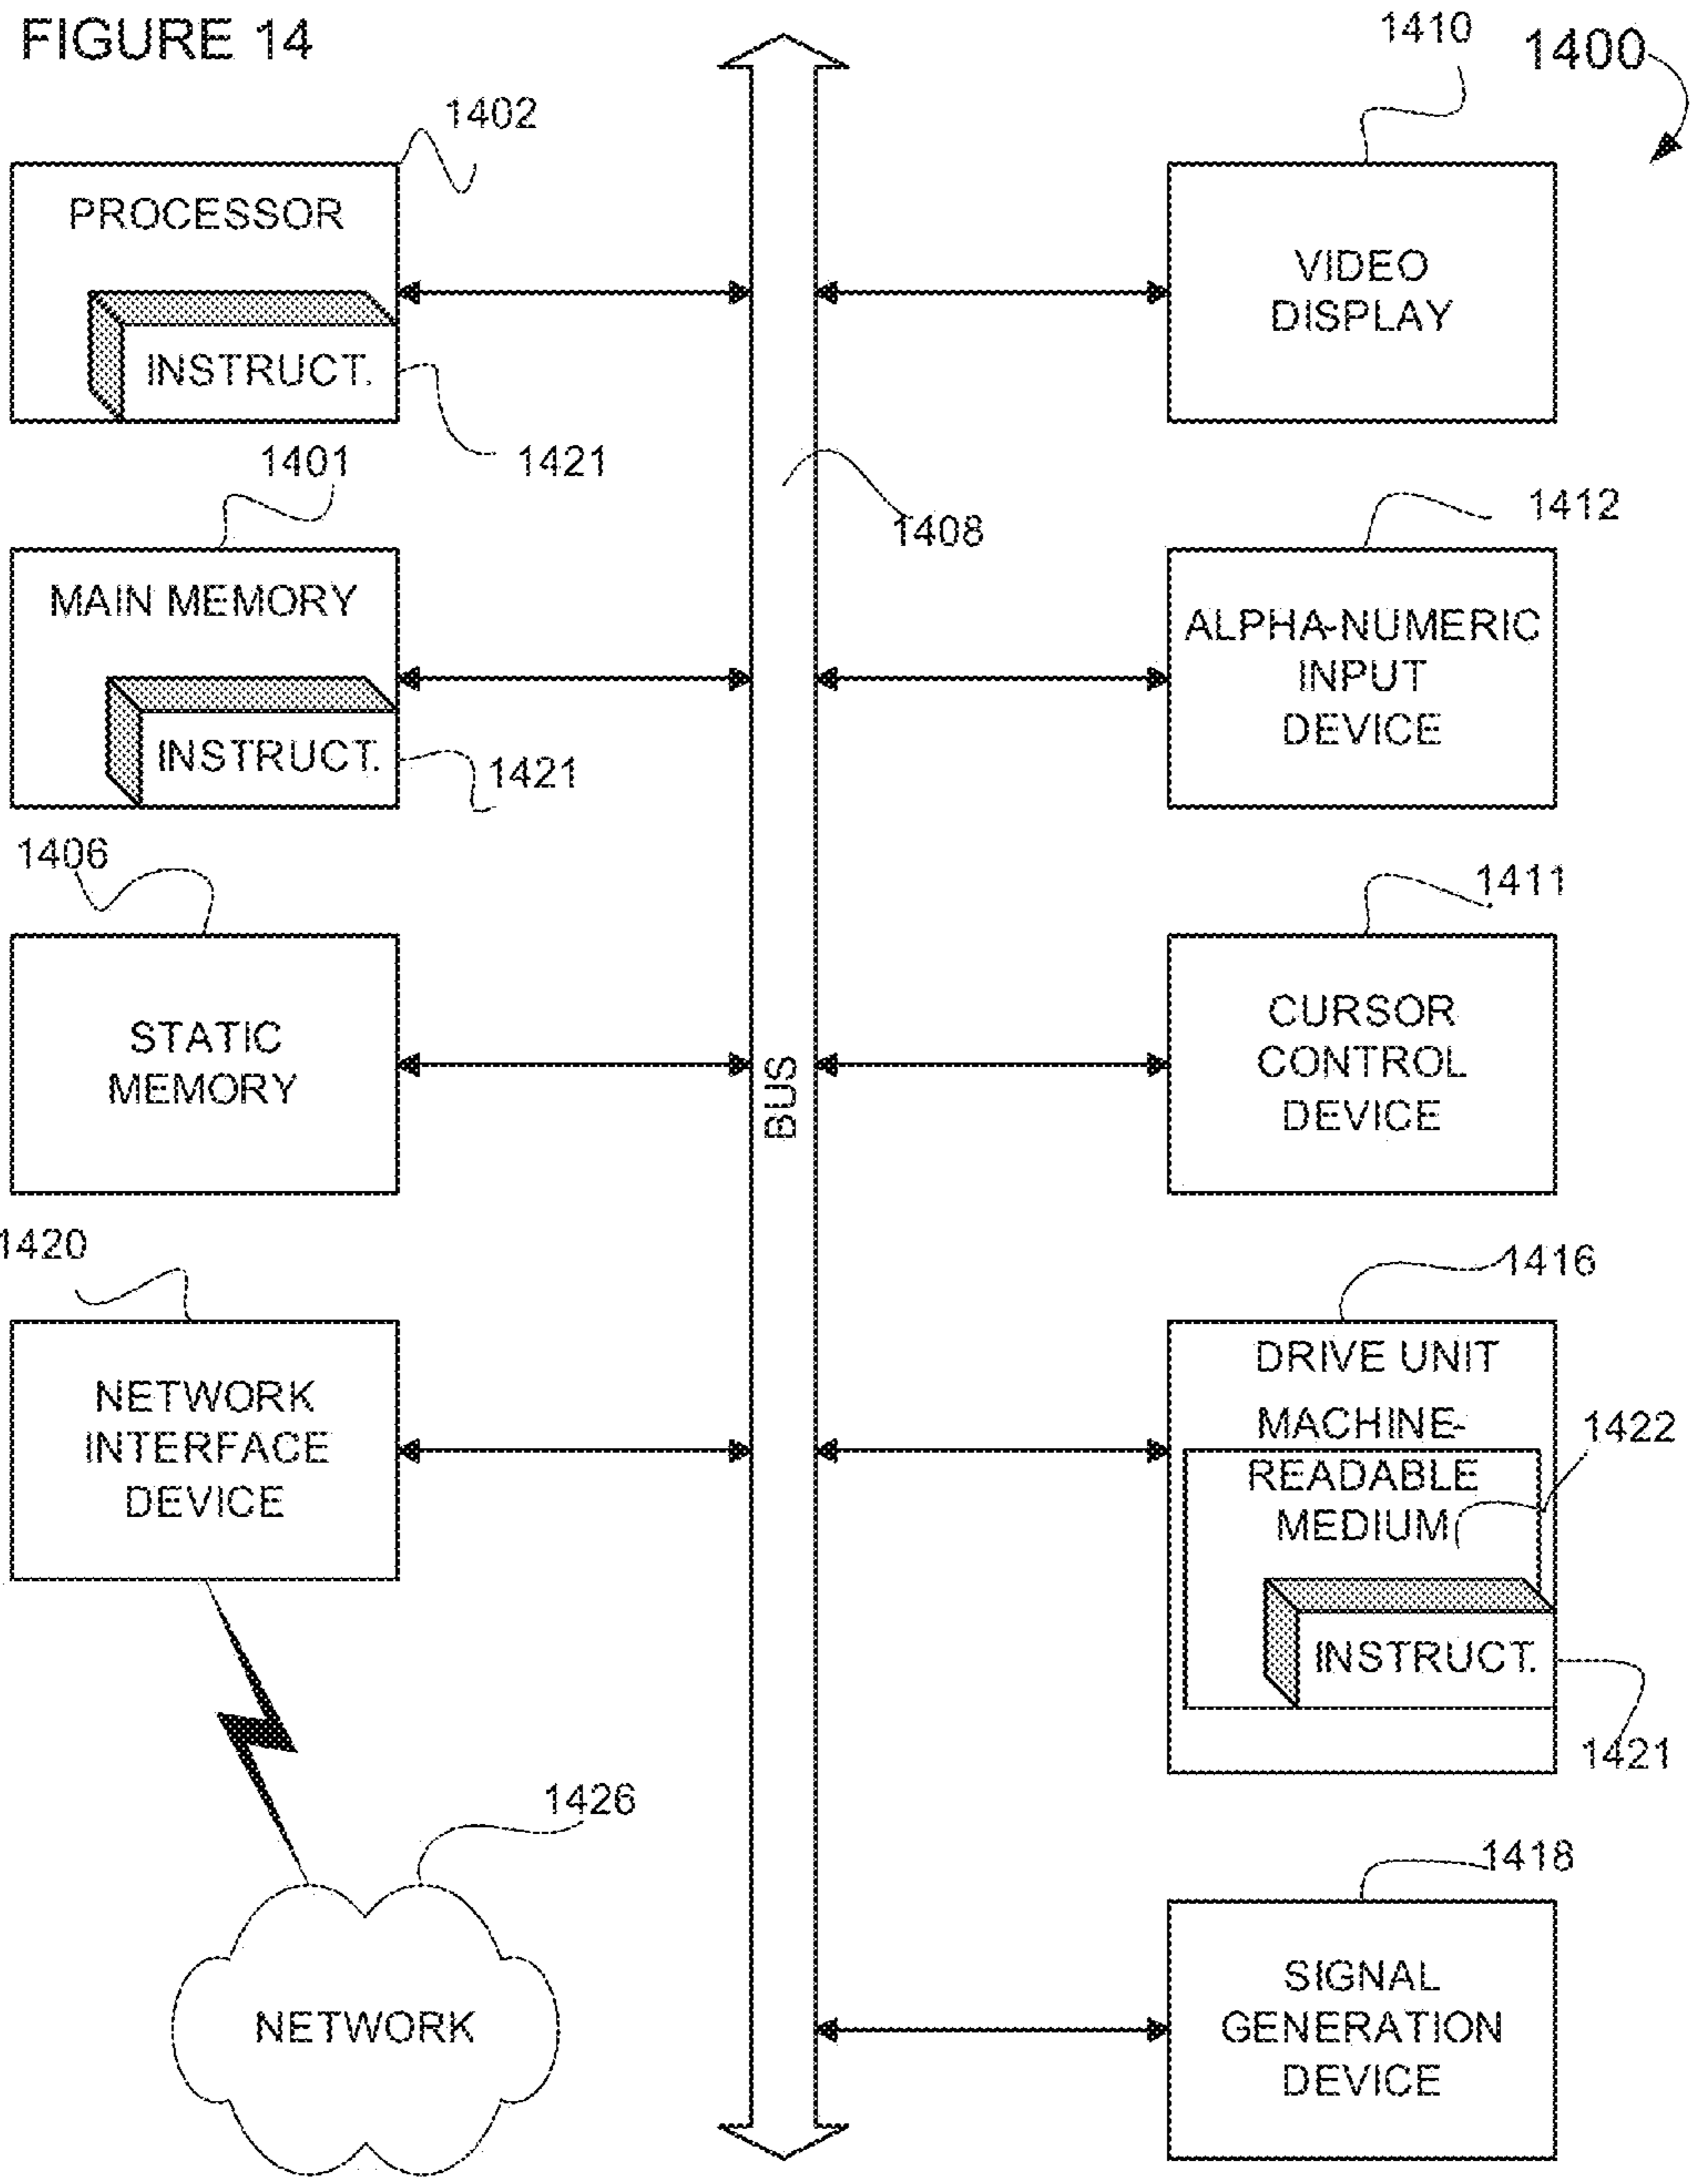 FIGURE 14
1400
1402
PROCESSOR
INSTRUCT.
1421
1401
MAIN MEMORY
INSTRUCT.
1421
1406
STATIC
MEMORY
1420
NETWORK
INTERFACE
DEVICE
1426
NETWORK
1408
BUS
1410
VIDEO
DISPLAY
1412
ALPHA-NUMERIC
INPUT
DEVICE
1411
CURSOR
CONTROL
DEVICE
1416
DRIVE UNIT
MACHINE-
READABLE
MEDIUM
1422
INSTRUCT.
1421
1418
SIGNAL
GENERATION
DEVICE